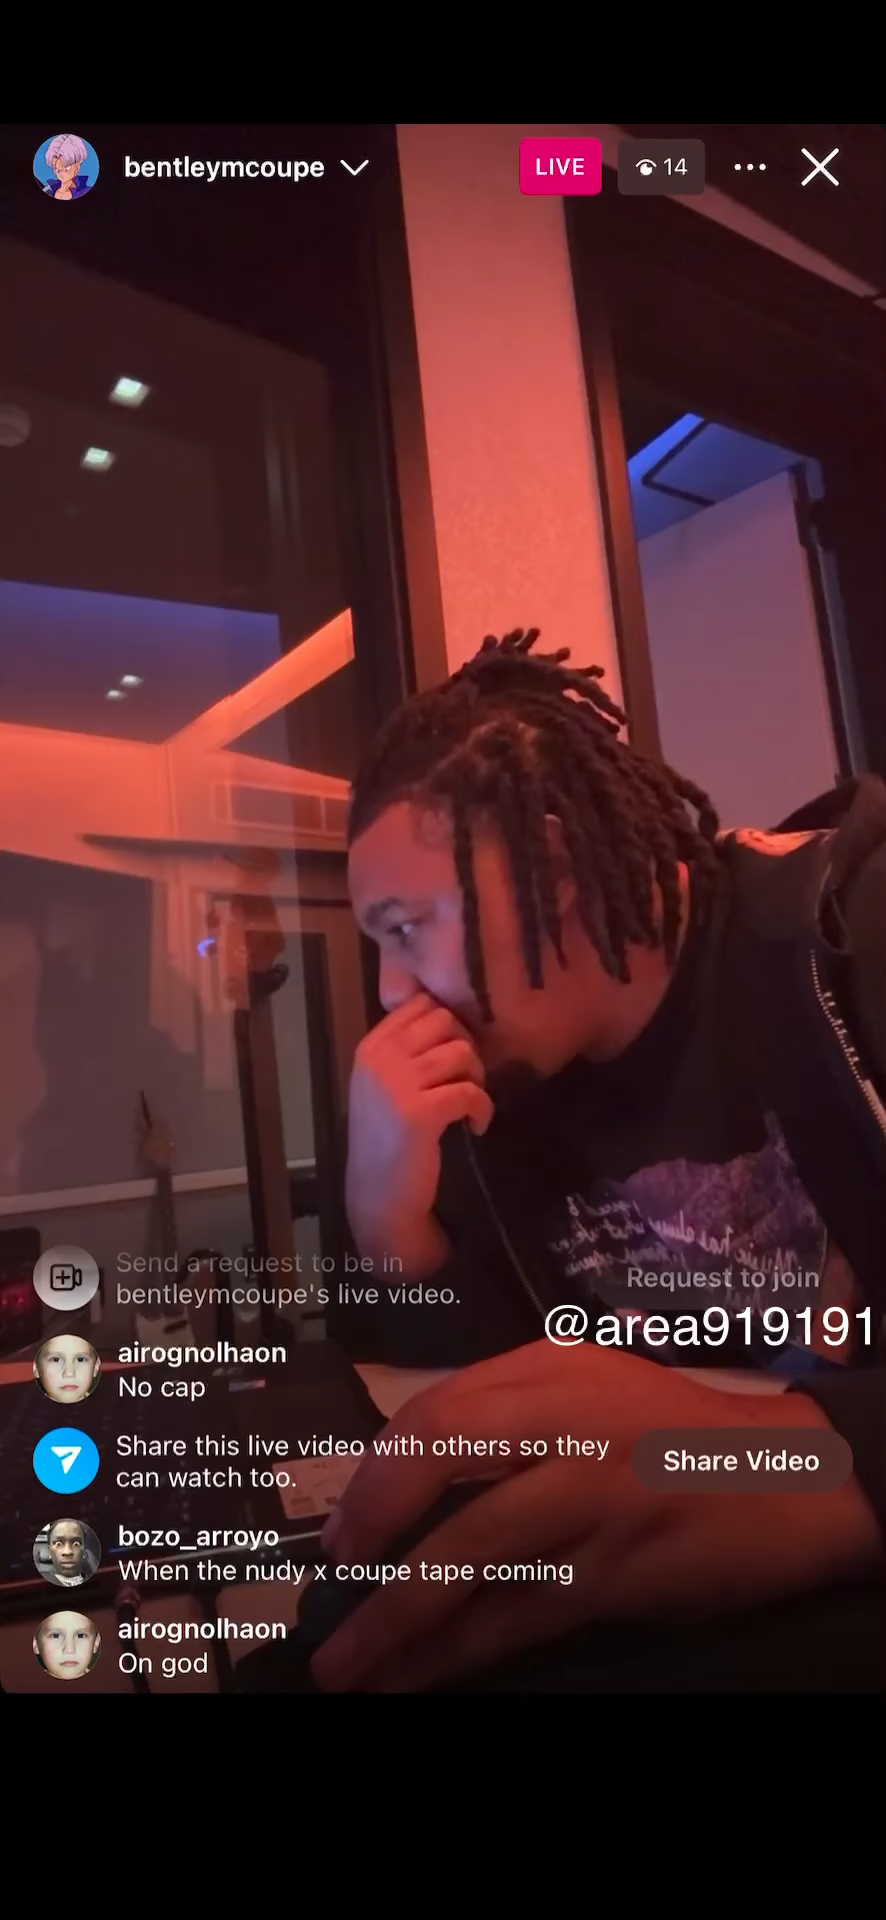 bentleymcoupe
LIVE
14
Send a request to be in
bentleymcoupe's live video.
Request to join
@area919191
airognolhaon
No cap
Share this live video with others so they
can watch too.
Share Video
bozo_arroyo
When the nudy x coupe tape coming
airognolhaon
On god